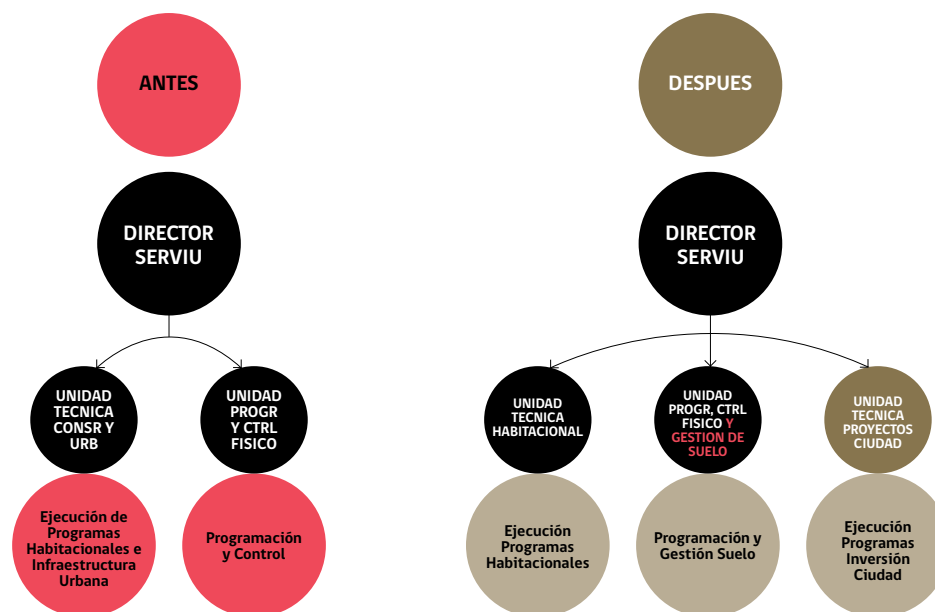 ANTES
DIRECTOR
SERVIU
UNIDAD
TECNICA
CONSR Y
URB
UNIDAD
PROGR
Y CTRL
FISICO
Ejecución de
Programas
Habitacionales e
Infraestructura
Urbana
Programación
y Control
DESPUES
DIRECTOR
SERVIU
UNIDAD
TECNICA
HABITACIONAL
UNIDAD
PROGR, CTRL
FISICO Y
GESTION DE
SUELO
UNIDAD
TECNICA
PROYECTOS
CIUDAD
Ejecución
Programas
Habitacionales
Programación y
Gestión Suelo
Ejecución
Programas
Inversión
Ciudad